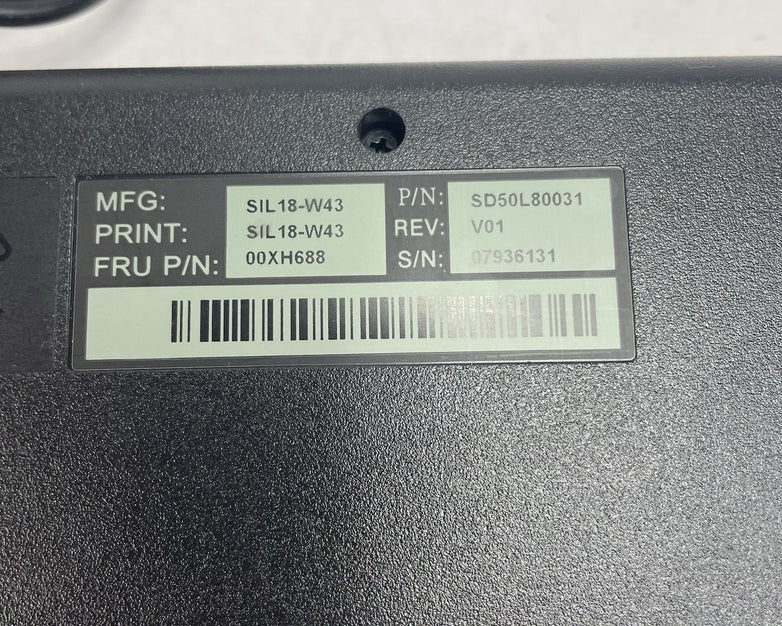 MFG: SIL18-W43 P/N: SD50L80031
PRINT: SIL18-W43 REV: V01
FRU P/N: 00XH688 S/N: 07936131